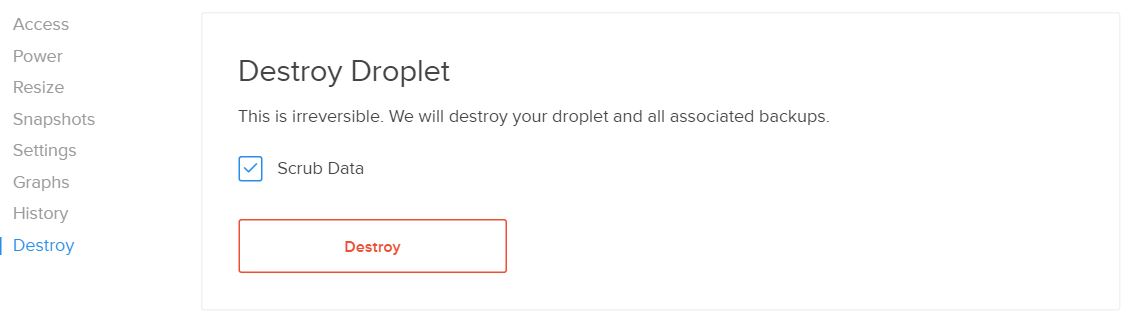 Access
Power
Resize
Snapshots
Settings
Graphs
History
Destroy
Destroy Droplet
This is irreversible. We will destroy your droplet and all associated backups.
Scrub Data
Destroy